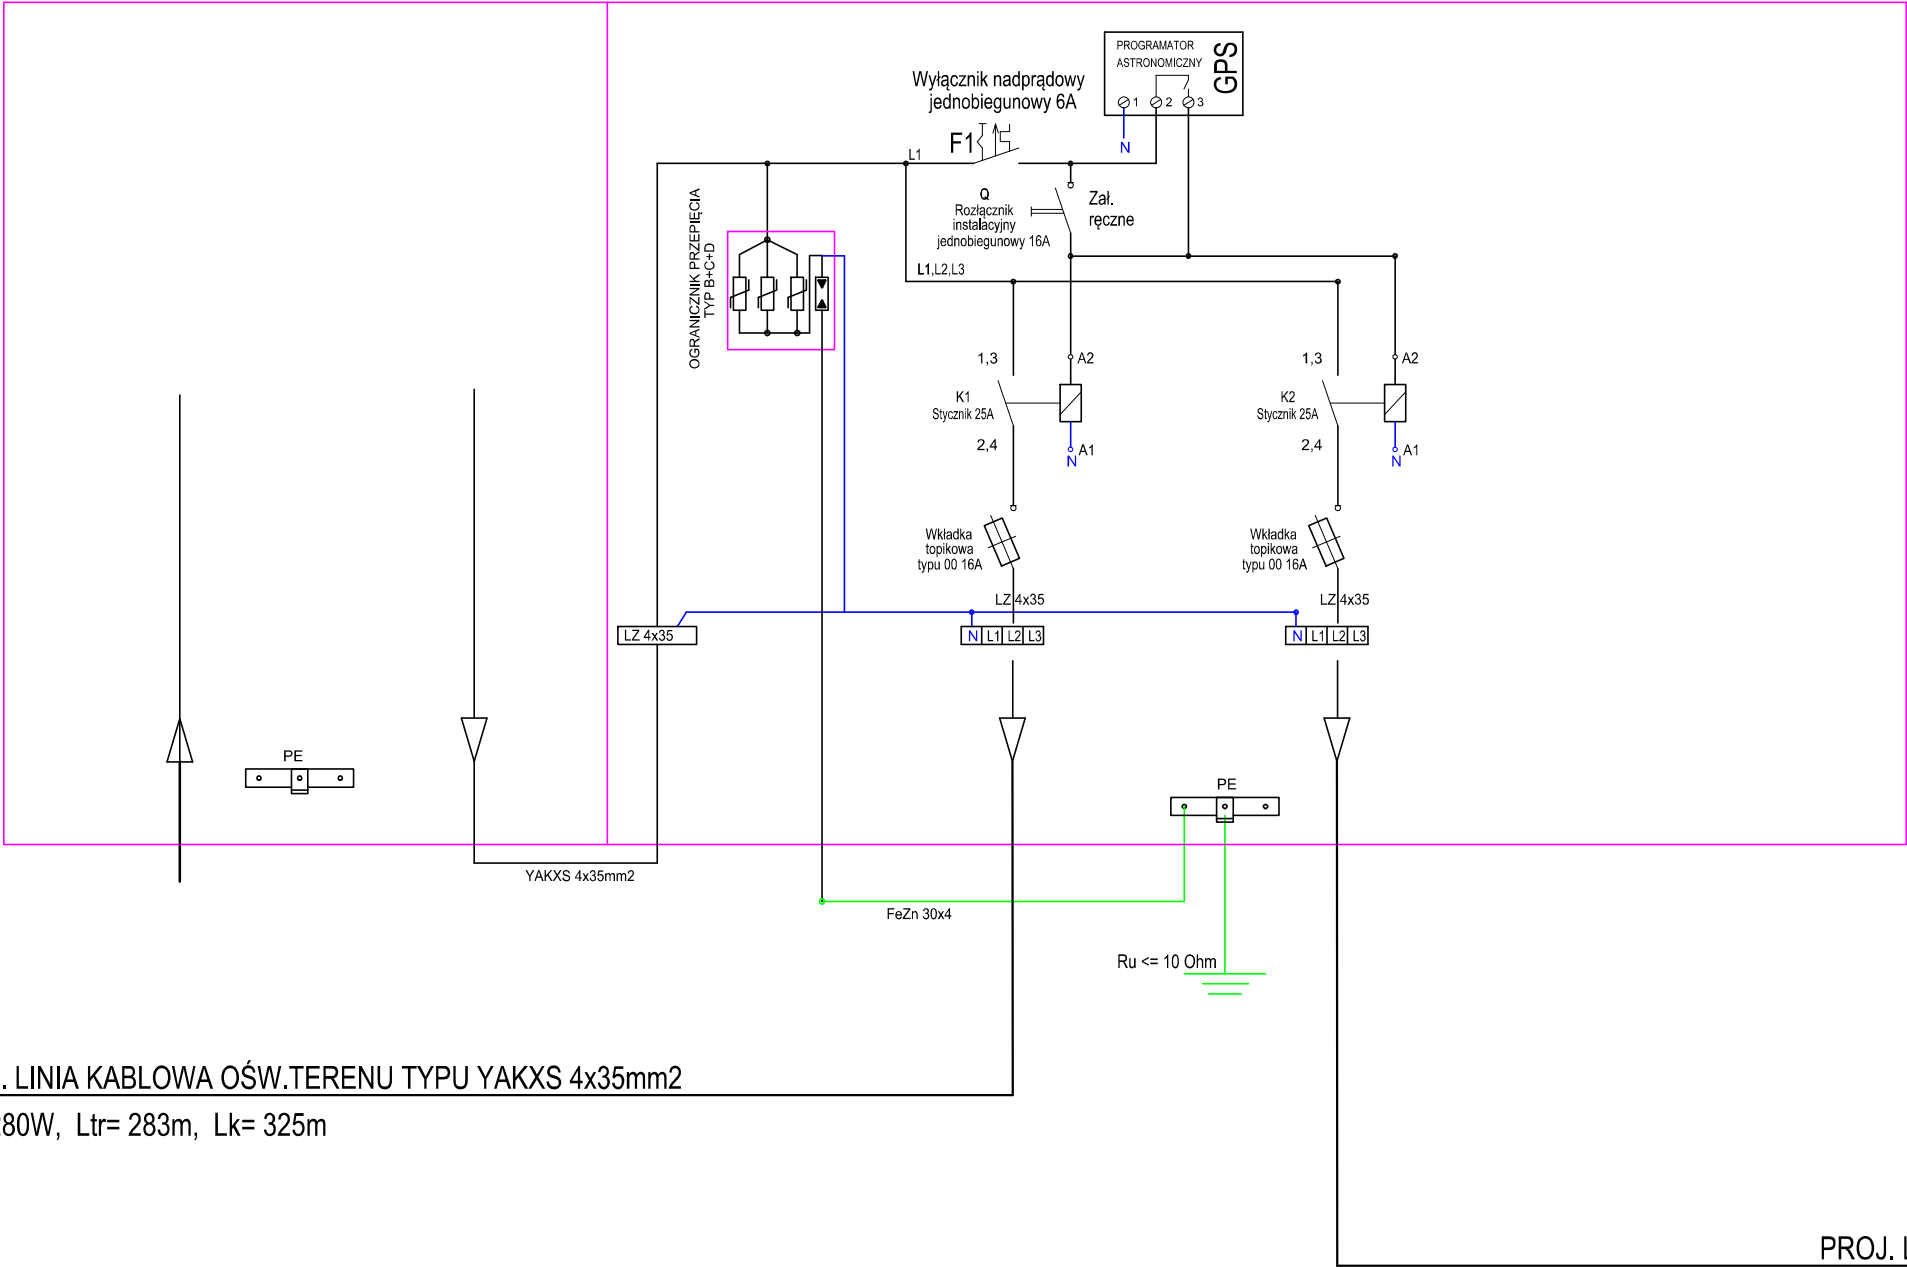 PROGRAMATOR
ASTRONOMICZNY
GPS
1 2 3
N
Wyłącznik nadprądowy
jednobiegunowy 6A
F1
L1
Q
Rozłącznik
instalacyjny
jednobiegunowy 16A
Zał.
ręczne
OGRANICZNIK PRZEPIĘCIA
TYP B+C+D
L1,L2,L3
1,3
A2
K1
Stycznik 25A
2,4
A1
N
1,3
A2
K2
Stycznik 25A
2,4
A1
N
Wkładka
topikowa
typu 00 16A
Wkładka
topikowa
typu 00 16A
LZ 4x35
LZ 4x35
LZ 4x35
N L1 L2 L3
N L1 L2 L3
PE
PE
YAKXS 4x35mm2
FeZn 30x4
Ru <= 10 Ohm
. LINIA KABLOWA OŚW.TERENU TYPU YAKXS 4x35mm2
80W, Ltr= 283m, Lk= 325m
PROJ.